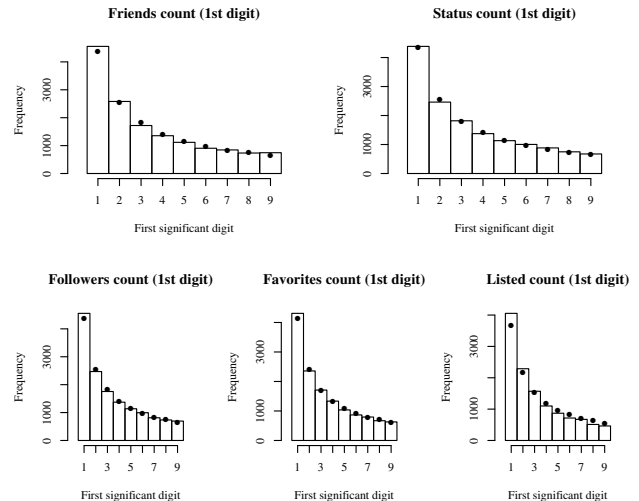 Friends count (1st digit)
Frequency
0 1000 3000
1 2 3 4 5 6 7 8 9
First significant digit
Status count (1st digit)
Frequency
0 1000 3000
1 2 3 4 5 6 7 8 9
First significant digit
Followers count (1st digit)
Frequency
0 1000 3000
1 3 5 7 9
First significant digit
Favorites count (1st digit)
Frequency
0 1000 3000
1 3 5 7 9
First significant digit
Listed count (1st digit)
Frequency
0 1000 3000
1 3 5 7 9
First significant digit